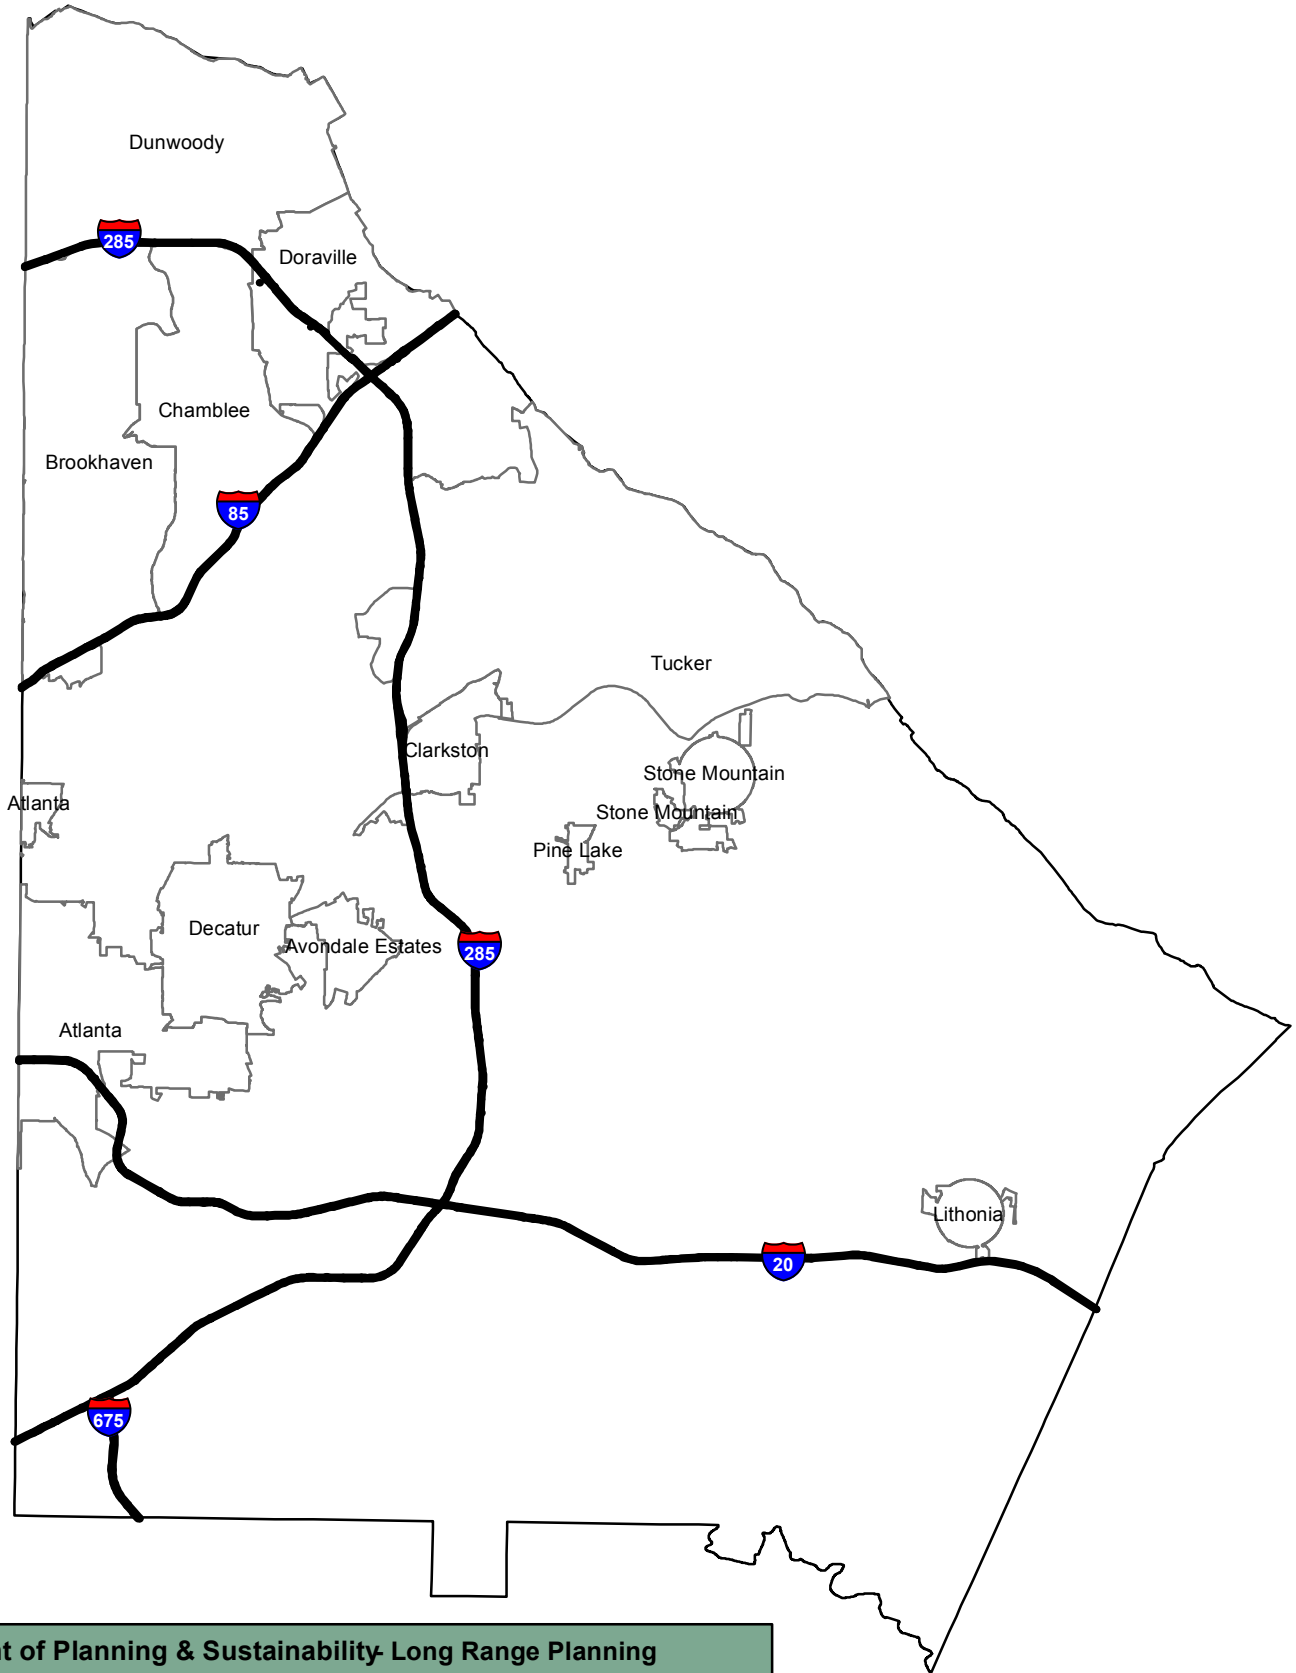 Dunwoody
285
Doraville
Chamblee
Brookhaven
85
Tucker
Clarkston
Stone Mountain
Atlanta
Stone Mountain
Pine Lake
Decatur
Avondale Estates
285
Atlanta
Lithonia
20
675
t of Planning & Sustainability- Long Range Planning